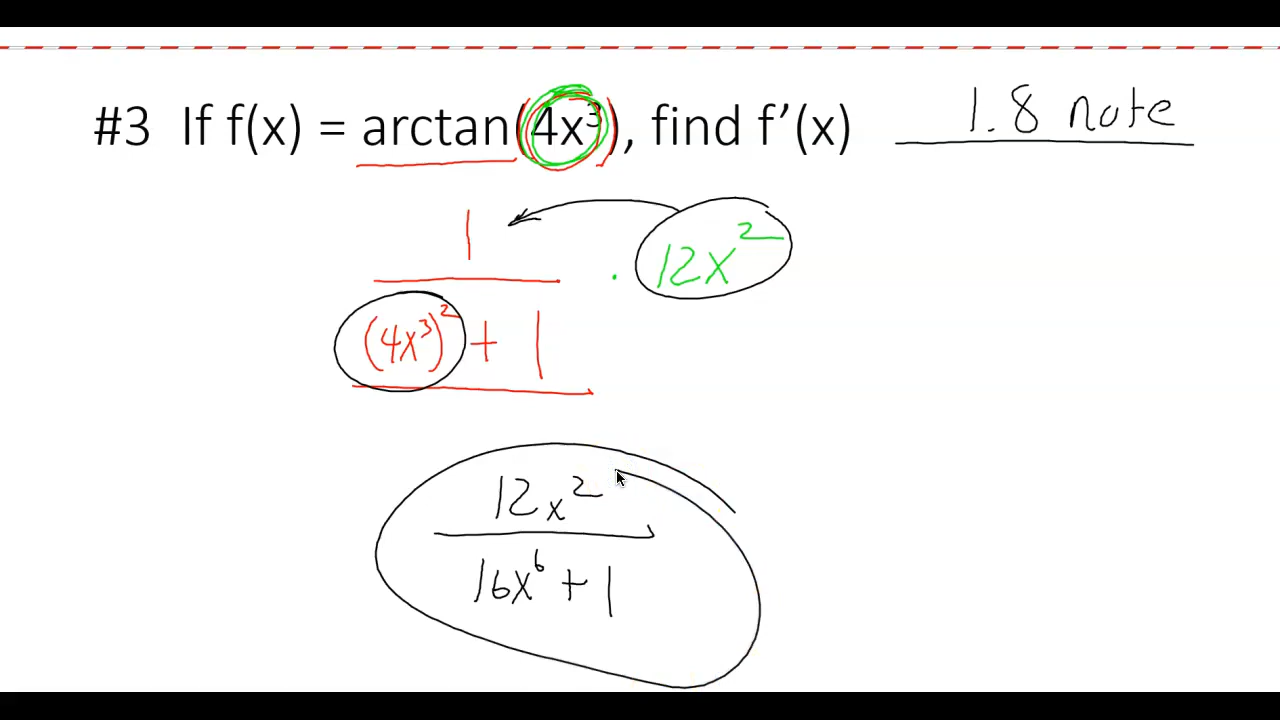 #3 If f(x) = arctan(4x³), find f’(x) 1.8 note
1
· 12x²
(4x³)² + 1
12x²
16x⁶ + 1